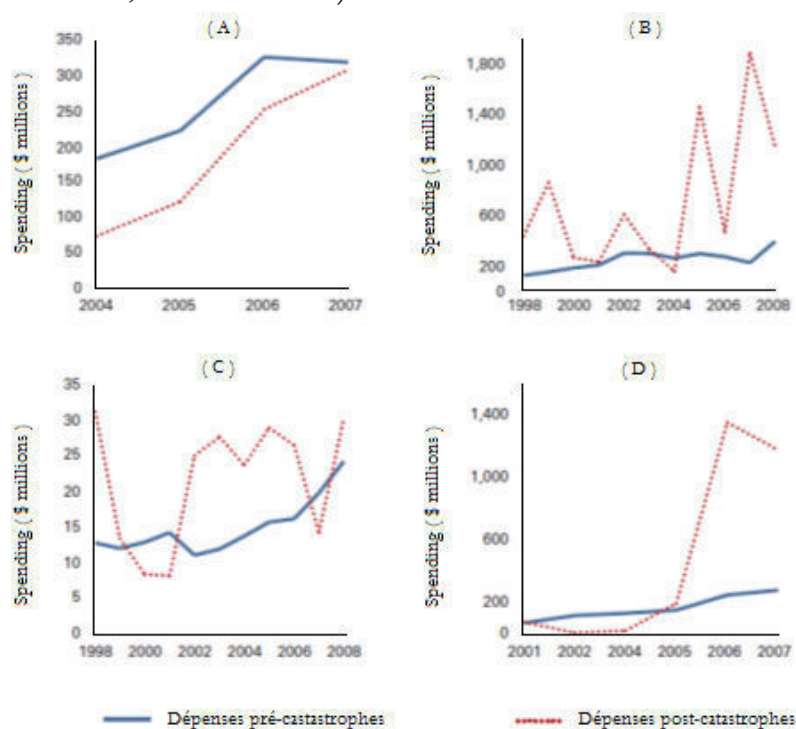 ( A )
Spending ( $ millions )
350
300
250
200
150
100
50
0
2004 2005 2006 2007
( B )
Spending ( $ millions )
1,800
1,400
1,000
600
200
0
1998 2000 2002 2004 2006 2008
( C )
Spending ( $ millions )
35
30
25
20
15
10
5
0
1998 2000 2002 2006 2006 2008
( D )
Spending ( $ millions )
1,400
1,000
600
200
0
2001 2002 2004 2005 2006 2007
Dépenses pré-castastrophes
Dépenses post-catastrophes